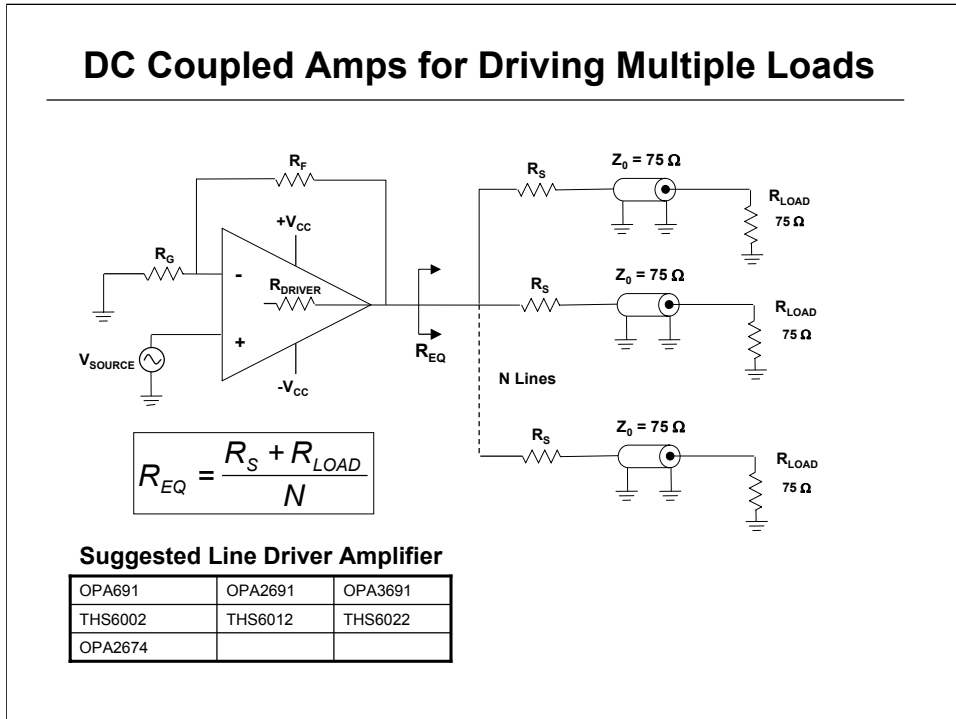 DC Coupled Amps for Driving Multiple Loads
R_F
+V_CC
R_G
-
R_DRIVER
+
V_SOURCE
-V_CC
R_EQ
R_S
Z_0 = 75 Ω
R_LOAD
75 Ω
R_S
Z_0 = 75 Ω
R_LOAD
75 Ω
N Lines
R_S
Z_0 = 75 Ω
R_LOAD
75 Ω
R_EQ = (R_S + R_LOAD) / N
Suggested Line Driver Amplifier
OPA691 OPA2691 OPA3691
THS6002 THS6012 THS6022
OPA2674